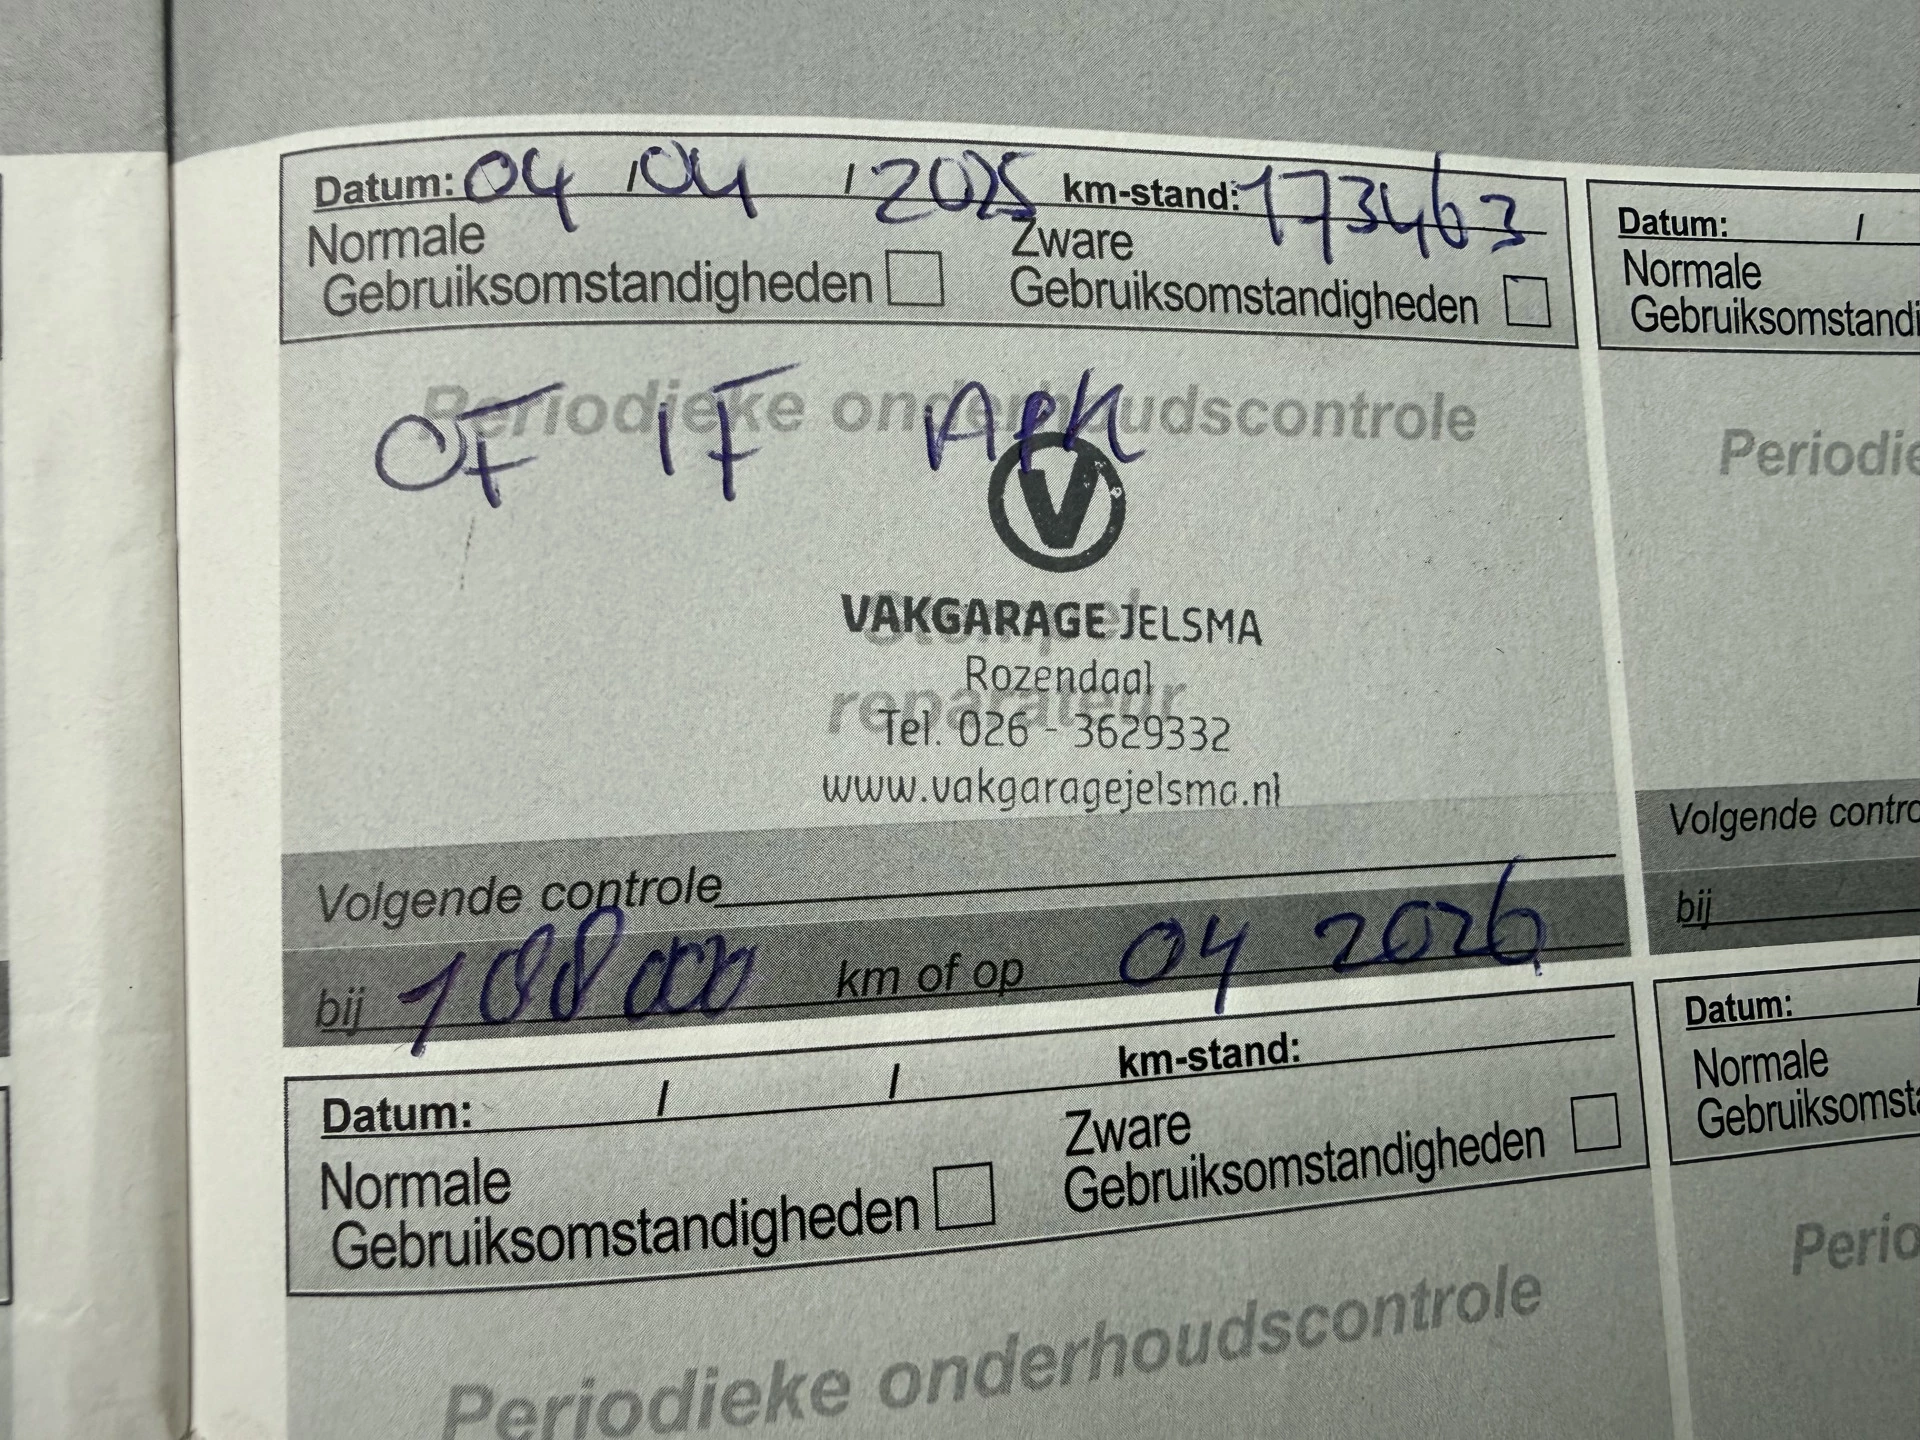 Datum: 04 / 04 / 2025 km-stand: 173463
Normale Gebruiksomstandigheden
Zware Gebruiksomstandigheden
Periodieke onderhoudscontrole
OF IF APK
V
VAKGARAGE JELSMA
Rozendaal
reparateur
Tel. 026 - 3629332
www.vakgaragejelsma.nl
Volgende controle
bij 188000 km of op 04 2026
Datum: / / km-stand:
Normale Gebruiksomstandigheden
Zware Gebruiksomstandigheden
Periodieke onderhoudscontrole
Datum: /
Normale
Gebruiksomstandi
Periodie
Volgende contro
bij
Datum:
Normale
Gebruiksomsta
Perio